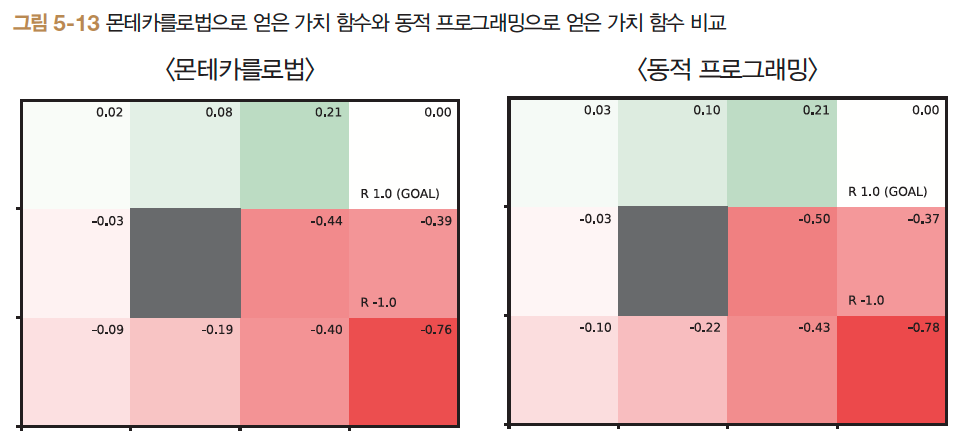 그림 5-13 몬테카를로법으로 얻은 가치 함수와 동적 프로그래밍으로 얻은 가치 함수 비교
〈몬테카를로법〉
0.02 0.08 0.21 0.00
R 1.0 (GOAL)
-0.03 -0.44 -0.39
R -1.0
-0.09 -0.19 -0.40 -0.76
〈동적 프로그래밍〉
0.03 0.10 0.21 0.00
R 1.0 (GOAL)
-0.03 -0.50 -0.37
R -1.0
-0.10 -0.22 -0.43 -0.78